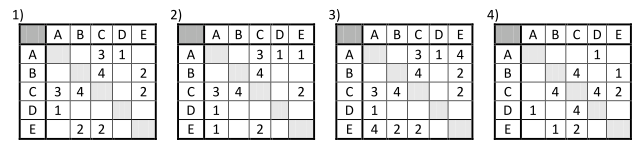 1) 2) 3) 4)
A B C D E A B C D E A B C D E A B C D E
A 3 1 A 3 1 1 A 3 1 4 A 1
B 4 2 B 4 B 4 2 B 4 1
C 3 4 2 C 3 4 2 C 3 4 2 C 4 4 2
D 1 D 1 D 1 D 1 4
E 2 2 E 1 2 E 4 2 2 E 1 2